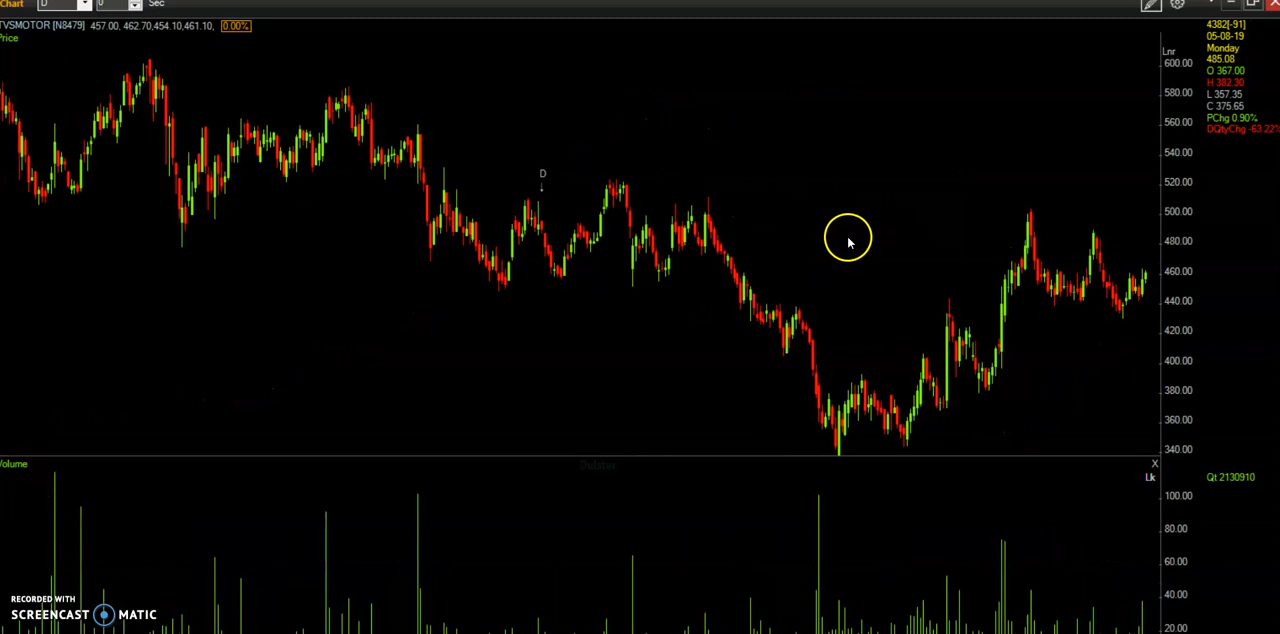 Chart D 0 Sec
TVSMOTOR [N8479] 457.00, 462.70,454.10,461.10, 0.00%
Price
D
Lnr
600.00
580.00
560.00
540.00
520.00
500.00
480.00
460.00
440.00
420.00
400.00
380.00
360.00
340.00
4382[-91]
05-08-19
Monday
485.08
O 367.00
H 382.30
L 357.35
C 375.65
PChg 0.90%
DQtyChg -63.22%
Volume
X
Lk
Qt 2130910
100.00
80.00
60.00
40.00
20.00
RECORDED WITH
SCREENCAST MATIC